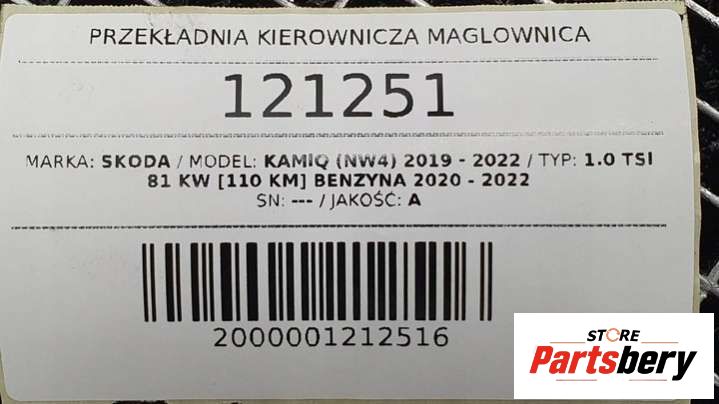 PRZEKŁADNIA KIEROWNICZA MAGLOWNICA
121251
MARKA: SKODA / MODEL: KAMIQ (NW4) 2019 - 2022 / TYP: 1.0 TSI
81 KW [110 KM] BENZYNA 2020 - 2022
SN: --- / JAKOŚĆ: A
2000001212516
STORE
Partsbery